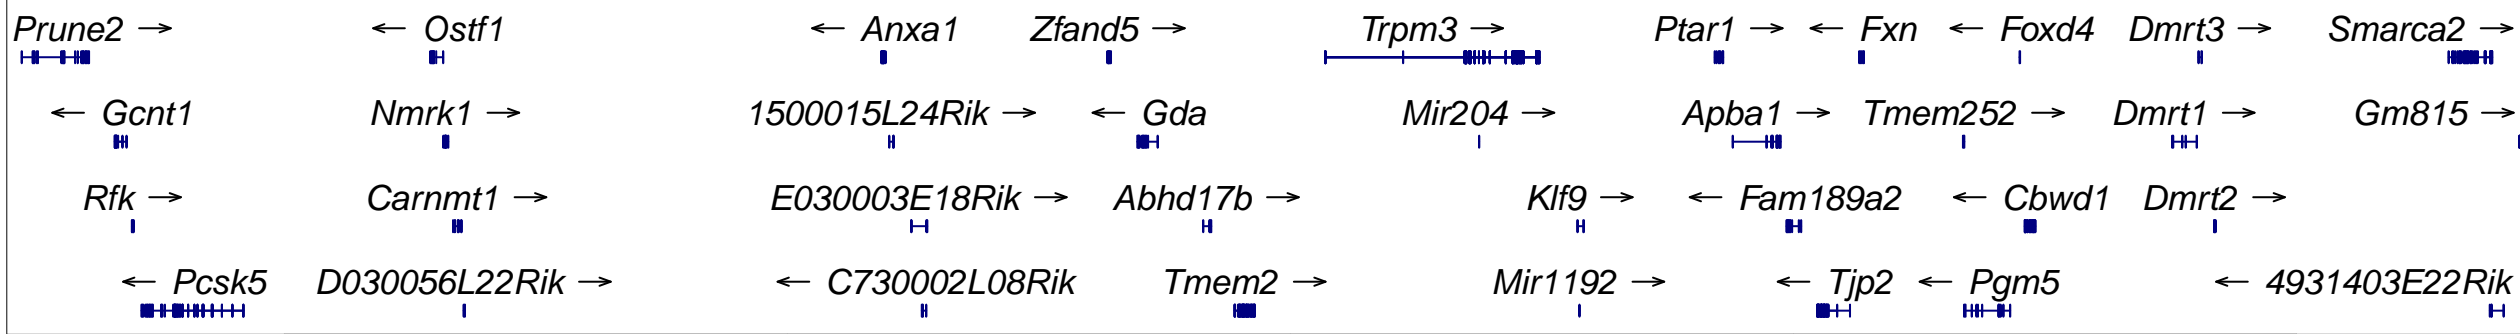 Prune2 → ← Ostf1 ← Anxa1 Zfand5 → Trpm3 → Ptar1 → ← Fxn ← Foxd4 Dmrt3 → Smarca2 →
← Gcnt1 Nmrk1 → 1500015L24Rik → ← Gda Mir204 → Apba1 → Tmem252 → Dmrt1 → Gm815 →
Rfk → Carnmt1 → E030003E18Rik → Abhd17b → Klf9 → ← Fam189a2 ← Cbwd1 Dmrt2 →
← Pcsk5 D030056L22Rik → ← C730002L08Rik Tmem2 → Mir1192 → ← Tjp2 ← Pgm5 ← 4931403E22Rik